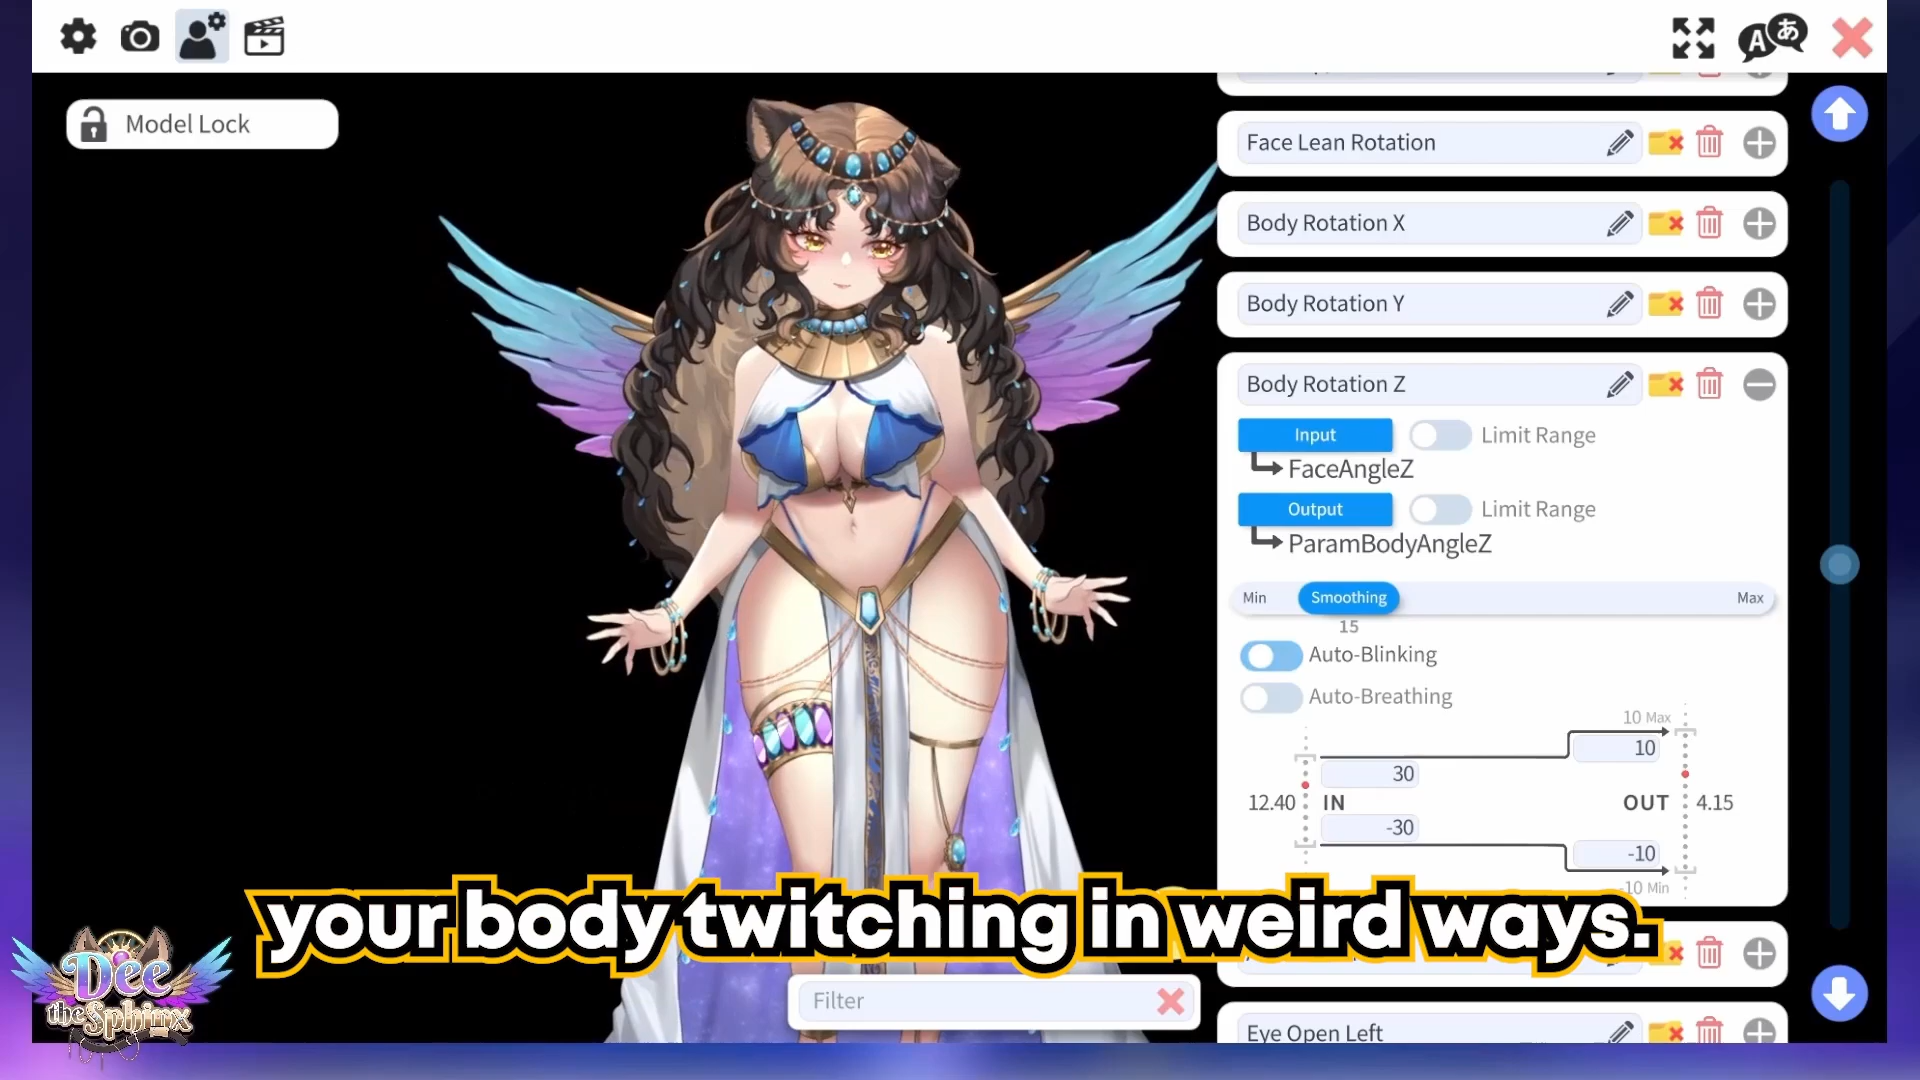 Model Lock
Face Lean Rotation
Body Rotation X
Body Rotation Y
Body Rotation Z
Input
Limit Range
FaceAngleZ
Output
Limit Range
ParamBodyAngleZ
Min
Smoothing
Max
15
Auto-Blinking
Auto-Breathing
10 Max
10
30
12.40
IN
OUT
4.15
-30
-10
-10 Min
your body twitching in weird ways.
Dee
the Sphinx
Filter
Eye Open Left
A
あ